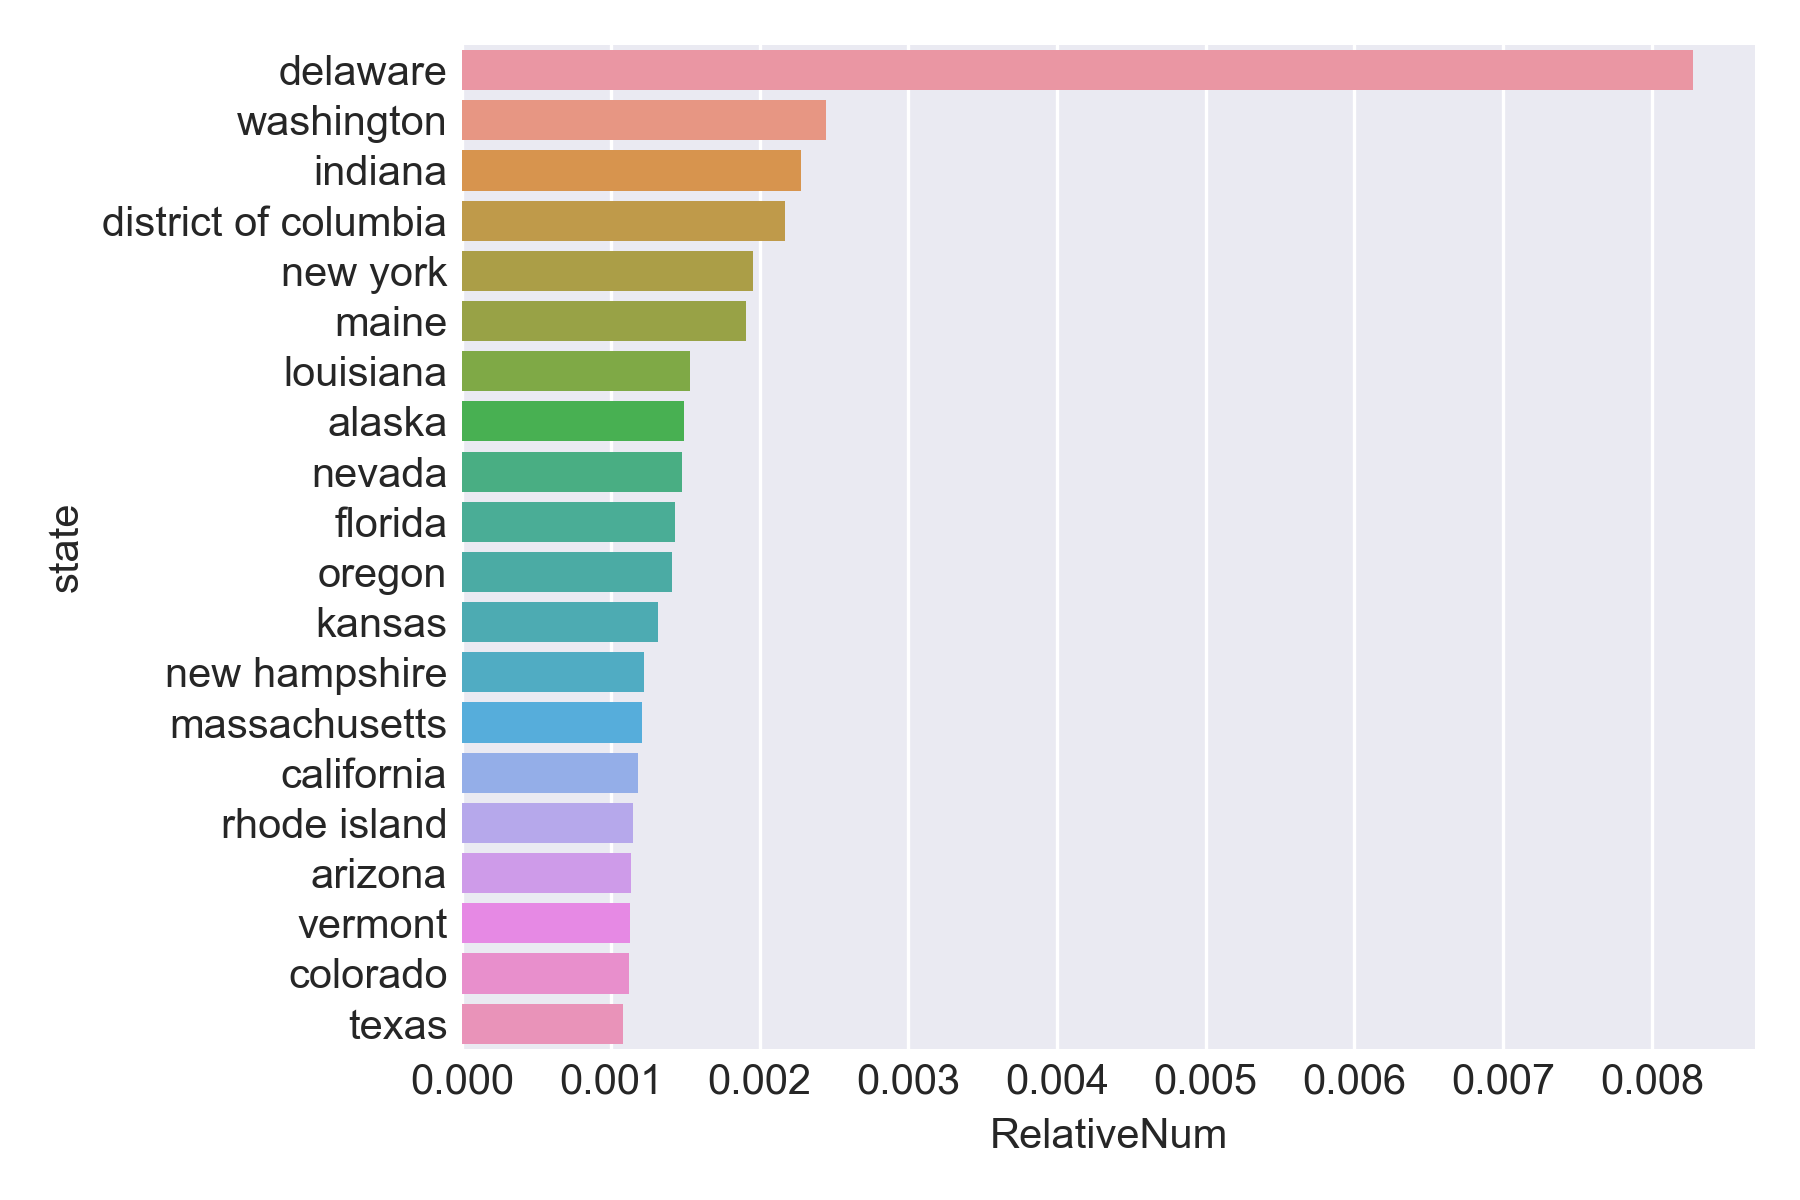 delaware
washington
indiana
district of columbia
new york
maine
louisiana
alaska
nevada
florida
oregon
kansas
new hampshire
massachusetts
california
rhode island
arizona
vermont
colorado
texas
state
0.000 0.001 0.002 0.003 0.004 0.005 0.006 0.007 0.008
RelativeNum